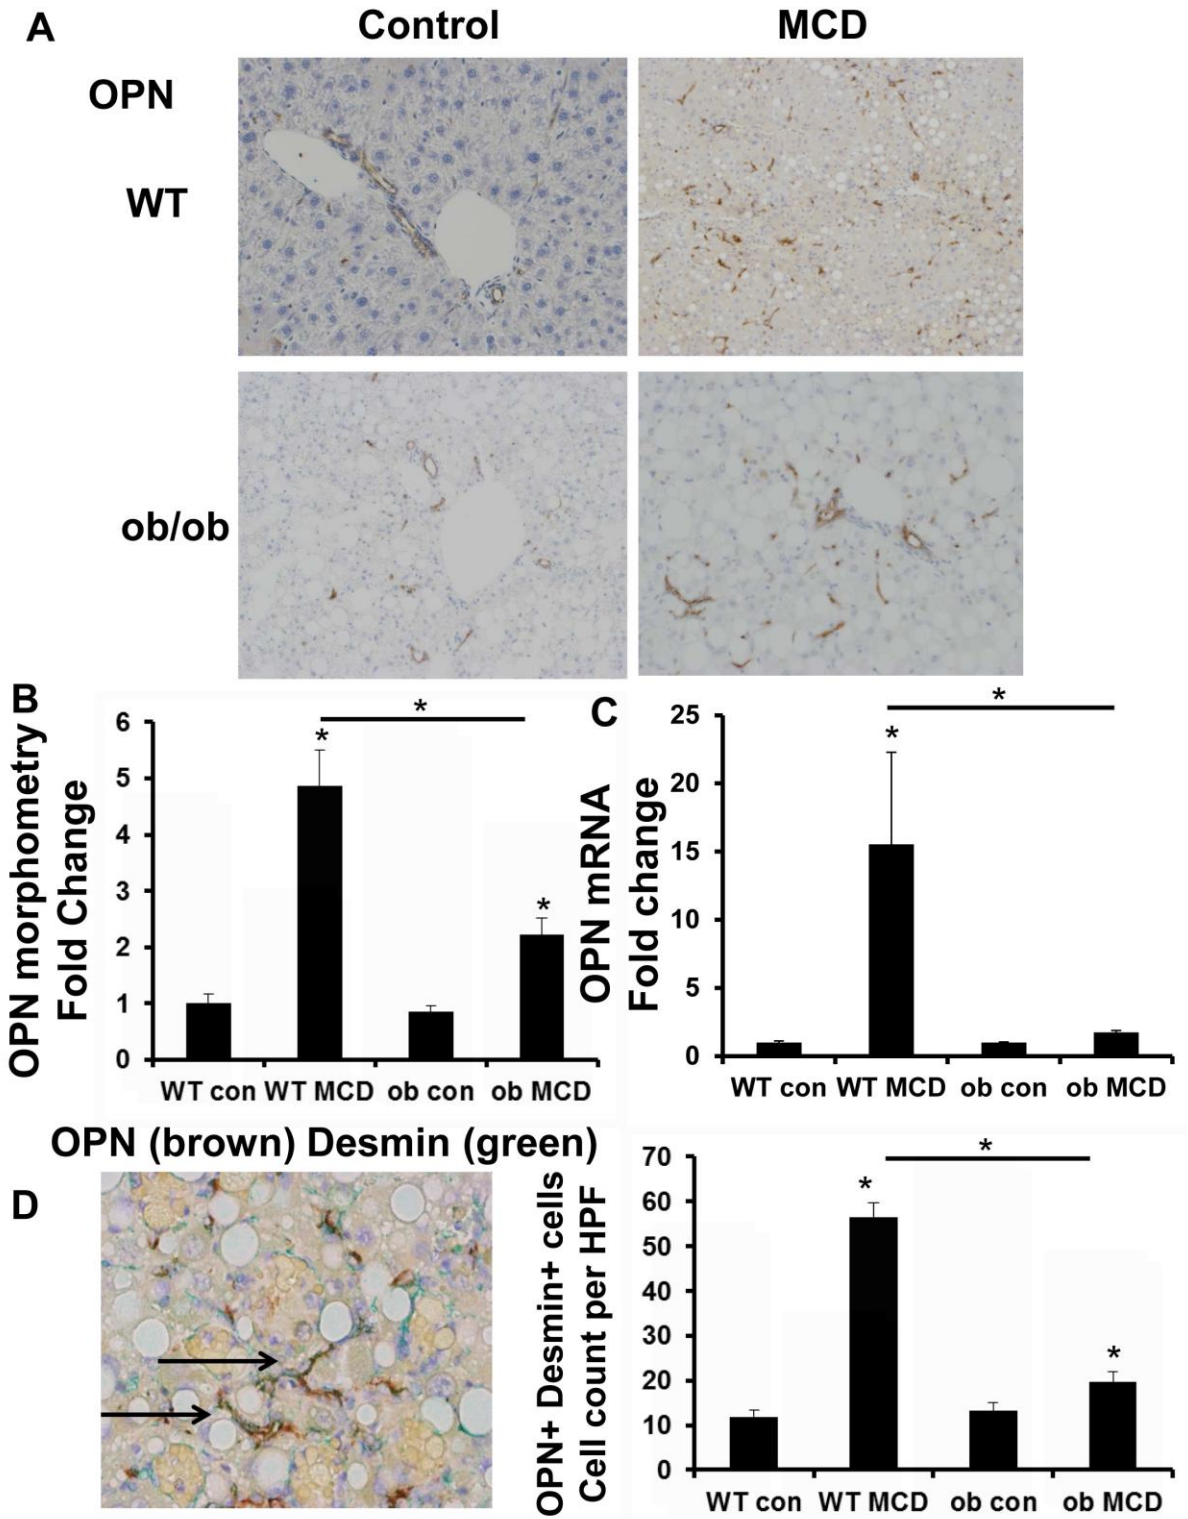 A
Control
MCD
OPN
WT
ob/ob
B
OPN morphometry
Fold Change
6
5
4
3
2
1
0
*
*
*
WT con WT MCD ob con ob MCD
C
OPN mRNA
Fold change
25
20
15
10
5
0
*
*
WT con WT MCD ob con ob MCD
D
OPN (brown) Desmin (green)
OPN+ Desmin+ cells
Cell count per HPF
70
60
50
40
30
20
10
0
*
*
*
WT con WT MCD ob con ob MCD